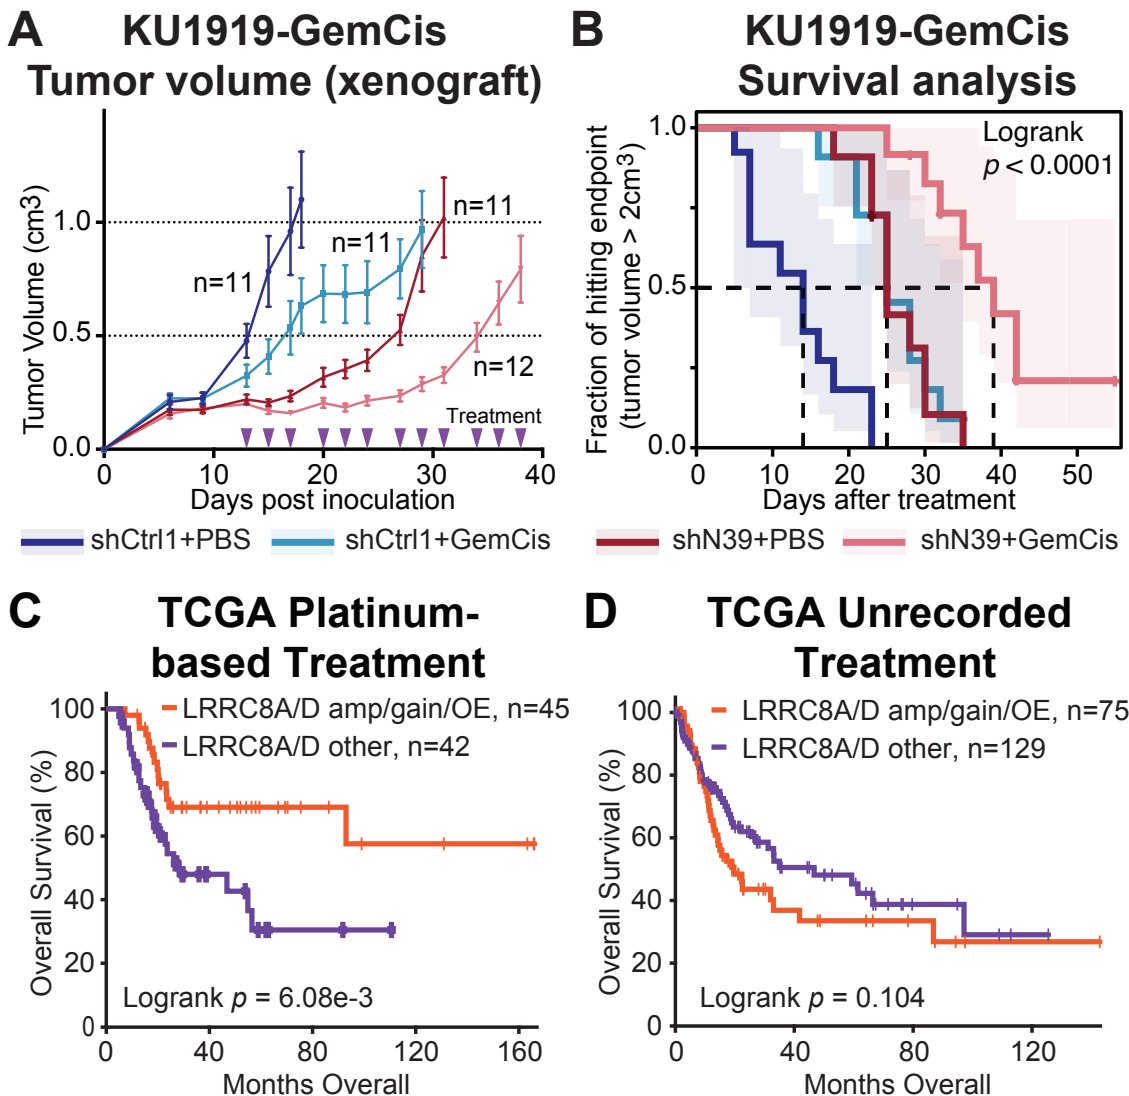 A
KU1919-GemCis
Tumor volume (xenograft)
Tumor Volume (cm3)
1.0
0.5
0.0
n=11
n=11
n=11
n=12
Treatment
0
10
20
30
40
Days post inoculation
B
KU1919-GemCis
Survival analysis
Fraction of hitting endpoint
(tumor volume > 2cm³)
1.0
0.5
0
Logrank
p < 0.0001
0
10
20
30
40
50
Days after treatment
shCtrl1+PBS
shCtrl1+GemCis
shN39+PBS
shN39+GemCis
C
TCGA Platinum-
based Treatment
Overall Survival (%)
100
80
60
40
20
0
LRRC8A/D amp/gain/OE, n=45
LRRC8A/D other, n=42
Logrank p = 6.08e-3
0
40
80
120
160
Months Overall
D
TCGA Unrecorded
Treatment
Overall Survival (%)
100
80
60
40
20
0
LRRC8A/D amp/gain/OE, n=75
LRRC8A/D other, n=129
Logrank p = 0.104
0
40
80
120
Months Overall